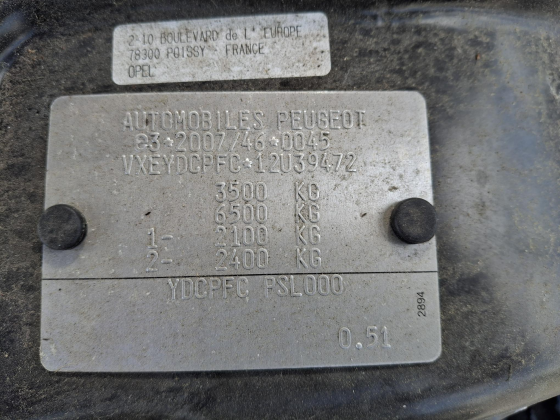 2-10 BOULEVARD de L' EUROPE
78300 POISSY - FRANCE
OPEL
AUTOMOBILES PEUGEOT
e3*2007/46*0045
VXEYDCPFC*12U39472
3500 KG
6500 KG
1- 2100 KG
2- 2400 KG
YDCPFC PSL000
2894
0.51